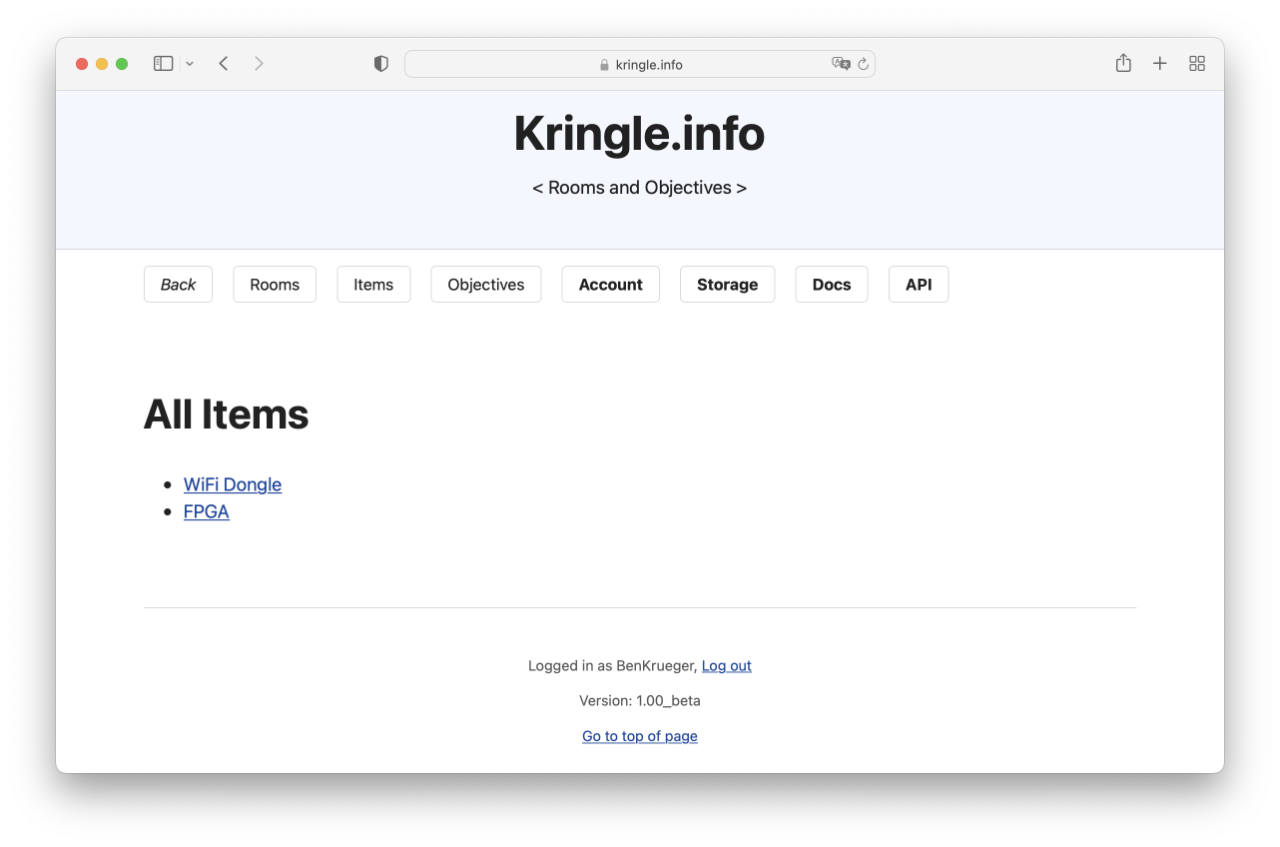 kringle.info
Kringle.info
< Rooms and Objectives >
Back Rooms Items Objectives Account Storage Docs API
All Items
• WiFi Dongle
• FPGA
Logged in as BenKrueger, Log out
Version: 1.00_beta
Go to top of page